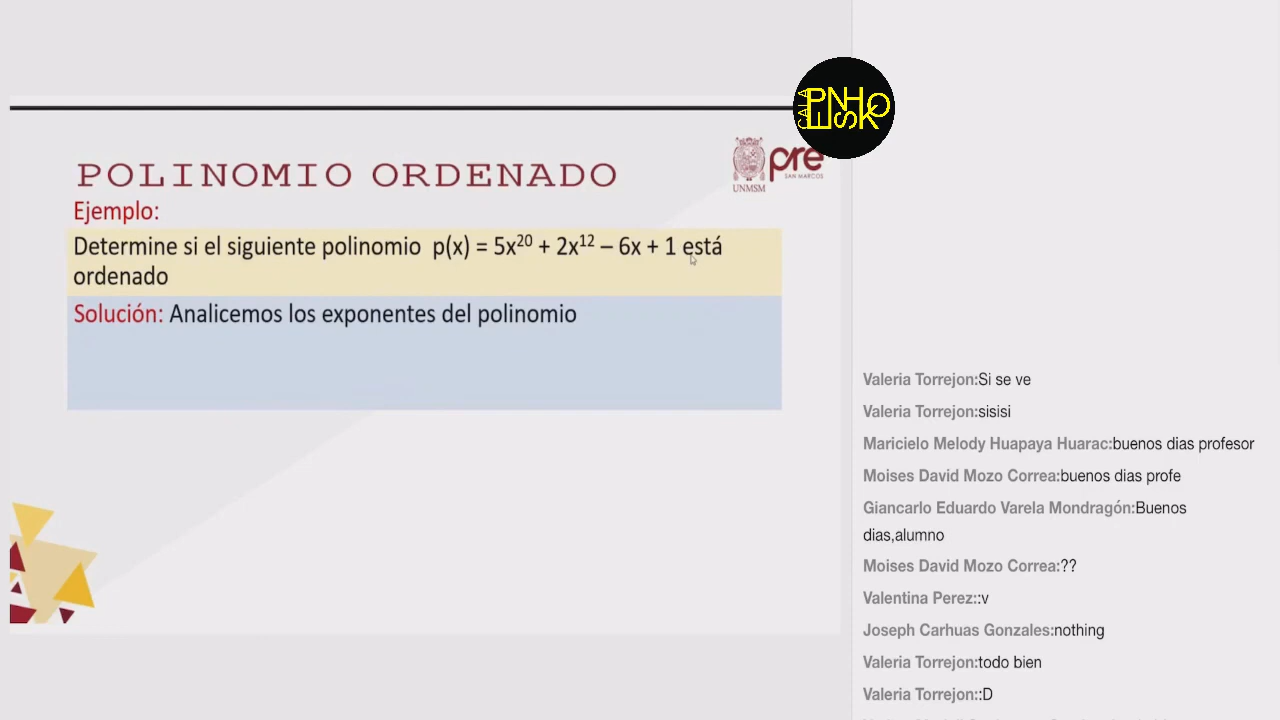 CALA
PENHOESK
POLINOMIO ORDENADO
pre
SAN MARCOS
UNMSM
Ejemplo:
Determine si el siguiente polinomio p(x) = 5x²⁰ + 2x¹² – 6x + 1 está
ordenado
Solución: Analicemos los exponentes del polinomio
Valeria Torrejon:Si se ve
Valeria Torrejon:sisisi
Maricielo Melody Huapaya Huarac:buenos dias profesor
Moises David Mozo Correa:buenos dias profe
Giancarlo Eduardo Varela Mondragón:Buenos
dias,alumno
Moises David Mozo Correa:??
Valentina Perez::v
Joseph Carhuas Gonzales:nothing
Valeria Torrejon:todo bien
Valeria Torrejon::D